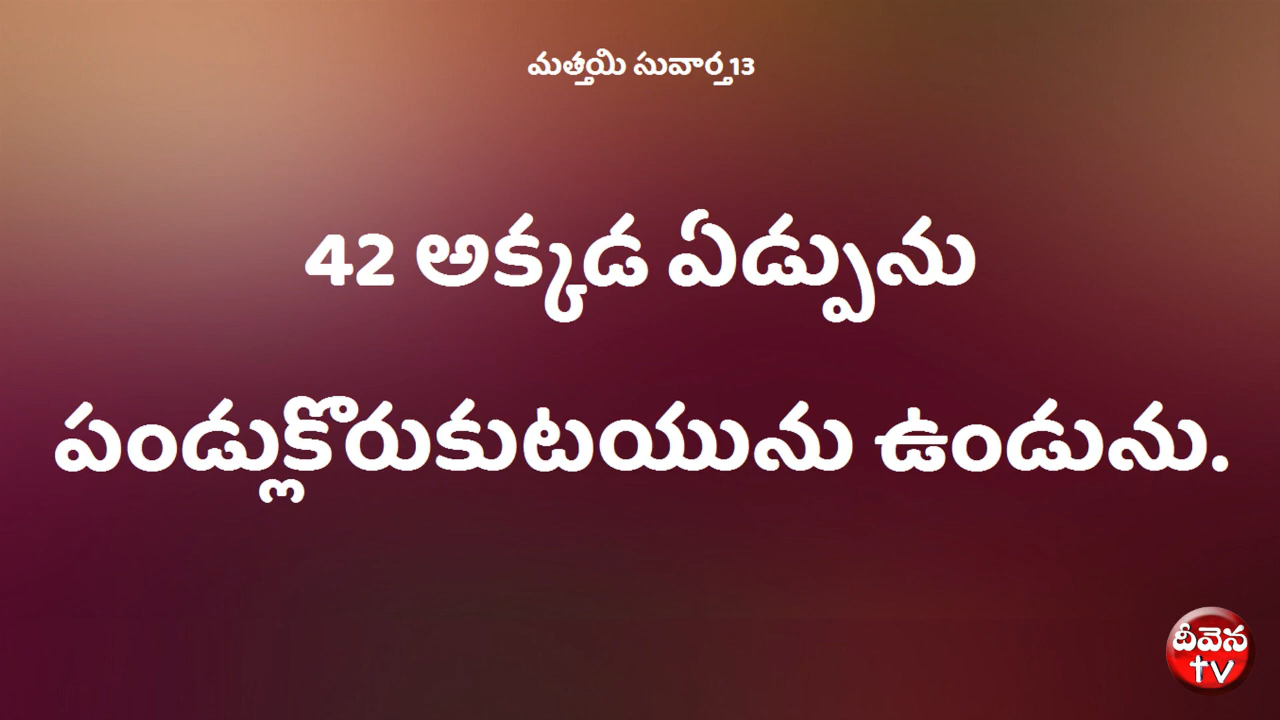 మత్తయి సువార్త 13
42 అక్కడ ఏడ్పును
పండ్లుకొరుకుటయును ఉండును.
దీవెన
tv